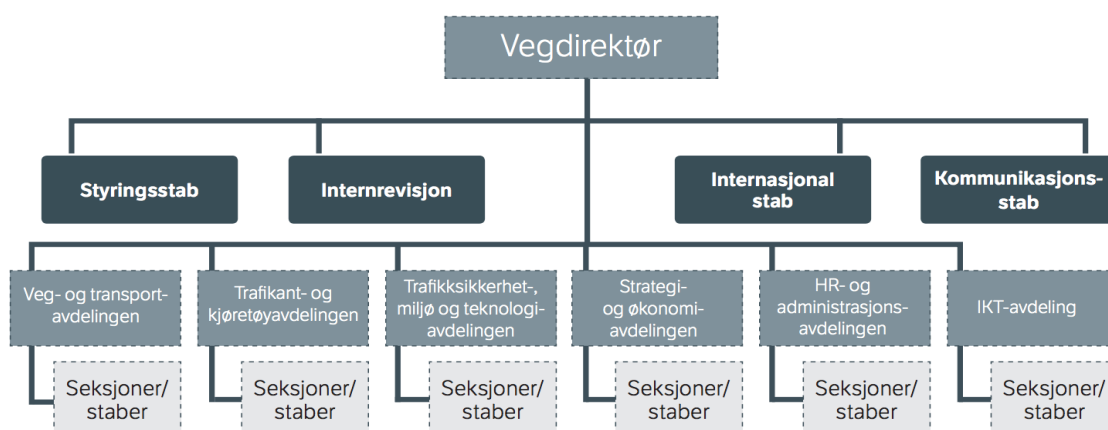 Vegdirektør
Styringsstab
Internrevisjon
Internasjonal
stab
Kommunikasjons-
stab
Veg- og transport-
avdelingen
Trafikant- og
kjøretøyavdelingen
Trafikksikkerhet-,
miljø og teknologi-
avdelingen
Strategi-
og økonomi-
avdelingen
HR- og
administrasjons-
avdelingen
IKT-avdeling
Seksjoner/
staber
Seksjoner/
staber
Seksjoner/
staber
Seksjoner/
staber
Seksjoner/
staber
Seksjoner/
staber